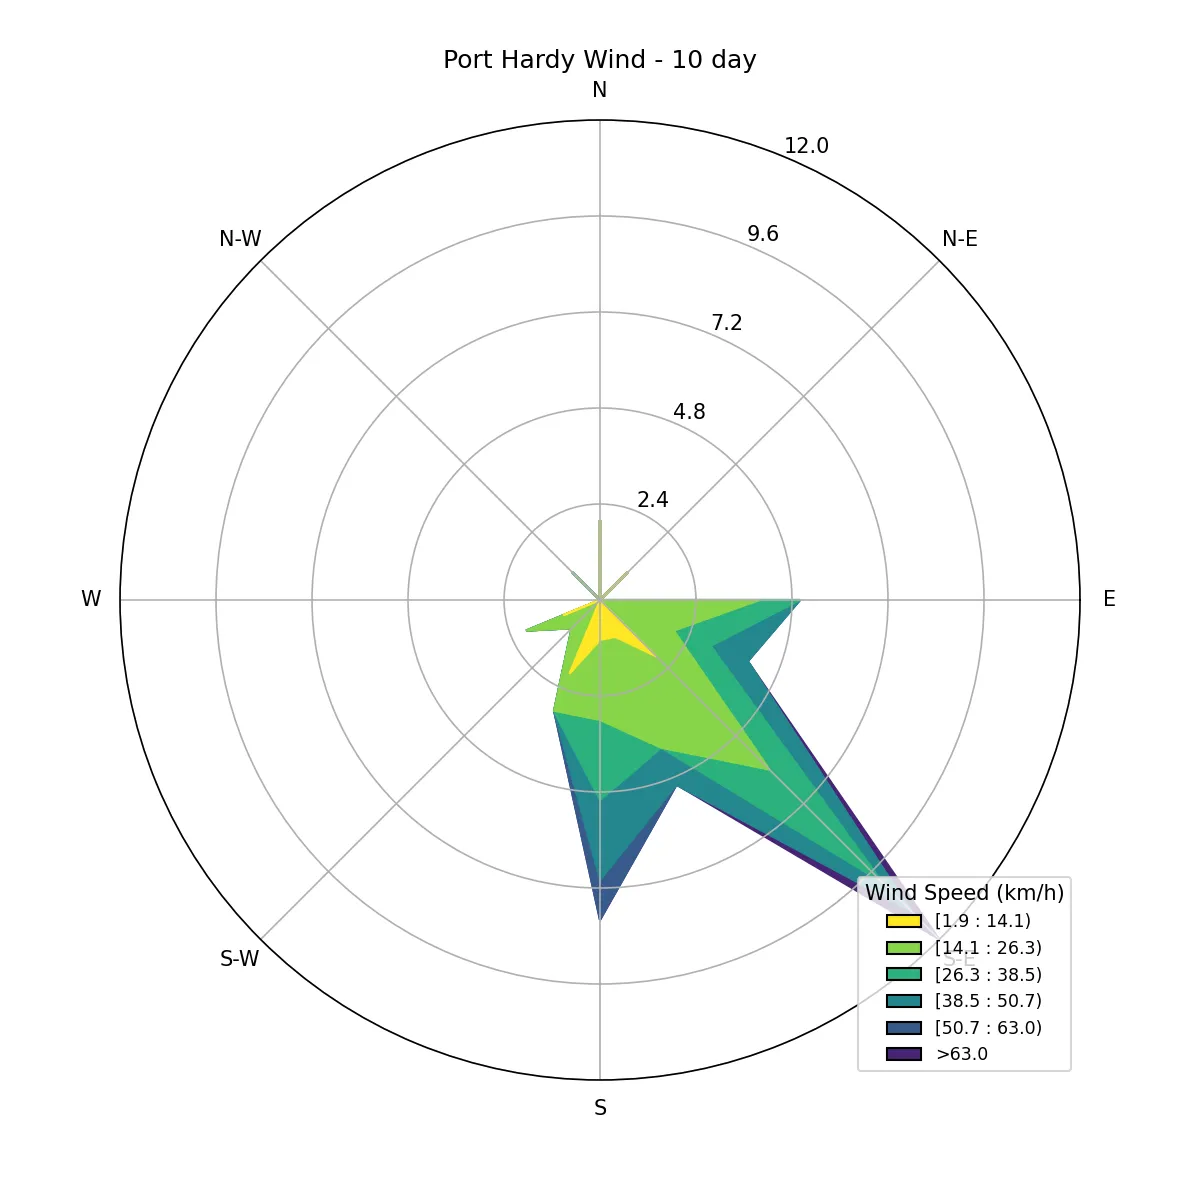 Port Hardy Wind - 10 day
N
12.0
N-W
9.6
N-E
7.2
4.8
2.4
W
E
Wind Speed (km/h)
[1.9 : 14.1)
[14.1 : 26.3)
[26.3 : 38.5)
[38.5 : 50.7)
[50.7 : 63.0)
>63.0
S-W
S-E
S